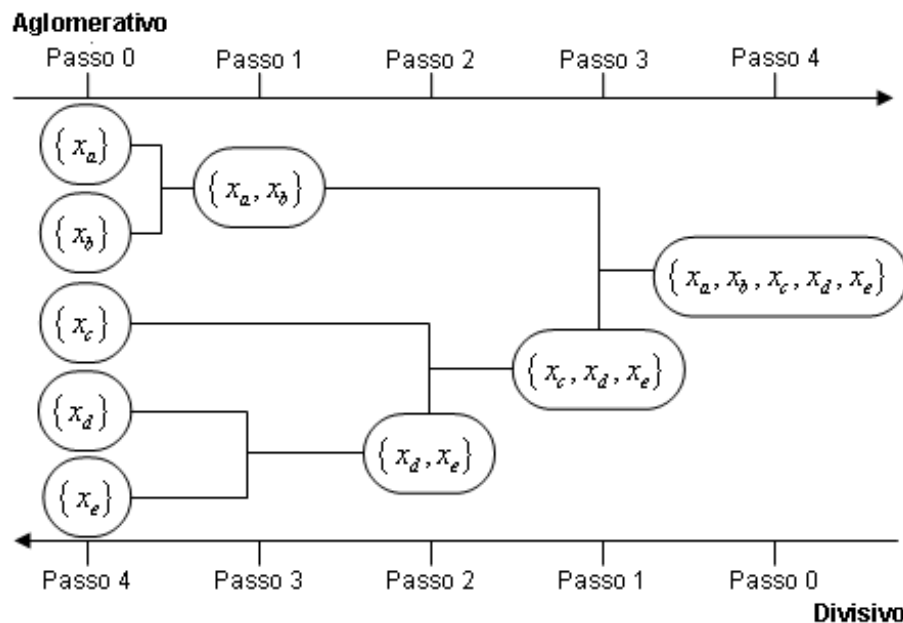 Aglomerativo
Passo 0 Passo 1 Passo 2 Passo 3 Passo 4
{ x_a }
{ x_a , x_b }
{ x_b }
{ x_a , x_b , x_c , x_d , x_e }
{ x_c }
{ x_c , x_d , x_e }
{ x_d }
{ x_d , x_e }
{ x_e }
Passo 4 Passo 3 Passo 2 Passo 1 Passo 0
Divisivo